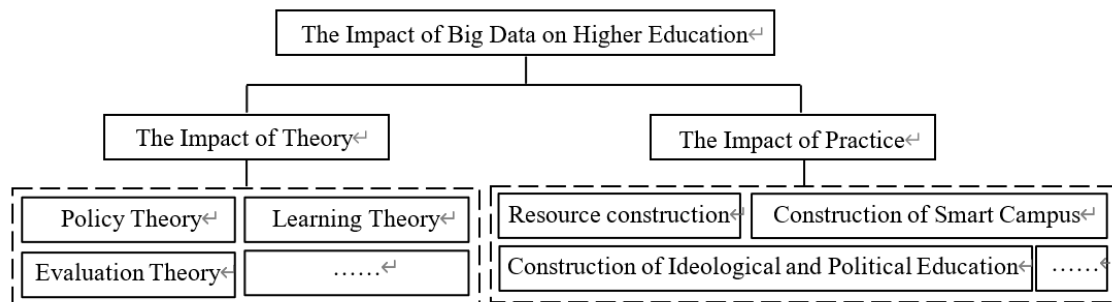 The Impact of Big Data on Higher Education↵
The Impact of Theory↵
The Impact of Practice↵
Policy Theory↵
Learning Theory↵
Resource construction↵
Construction of Smart Campus↵
Evaluation Theory↵
……↵
Construction of Ideological and Political Education↵
……↵